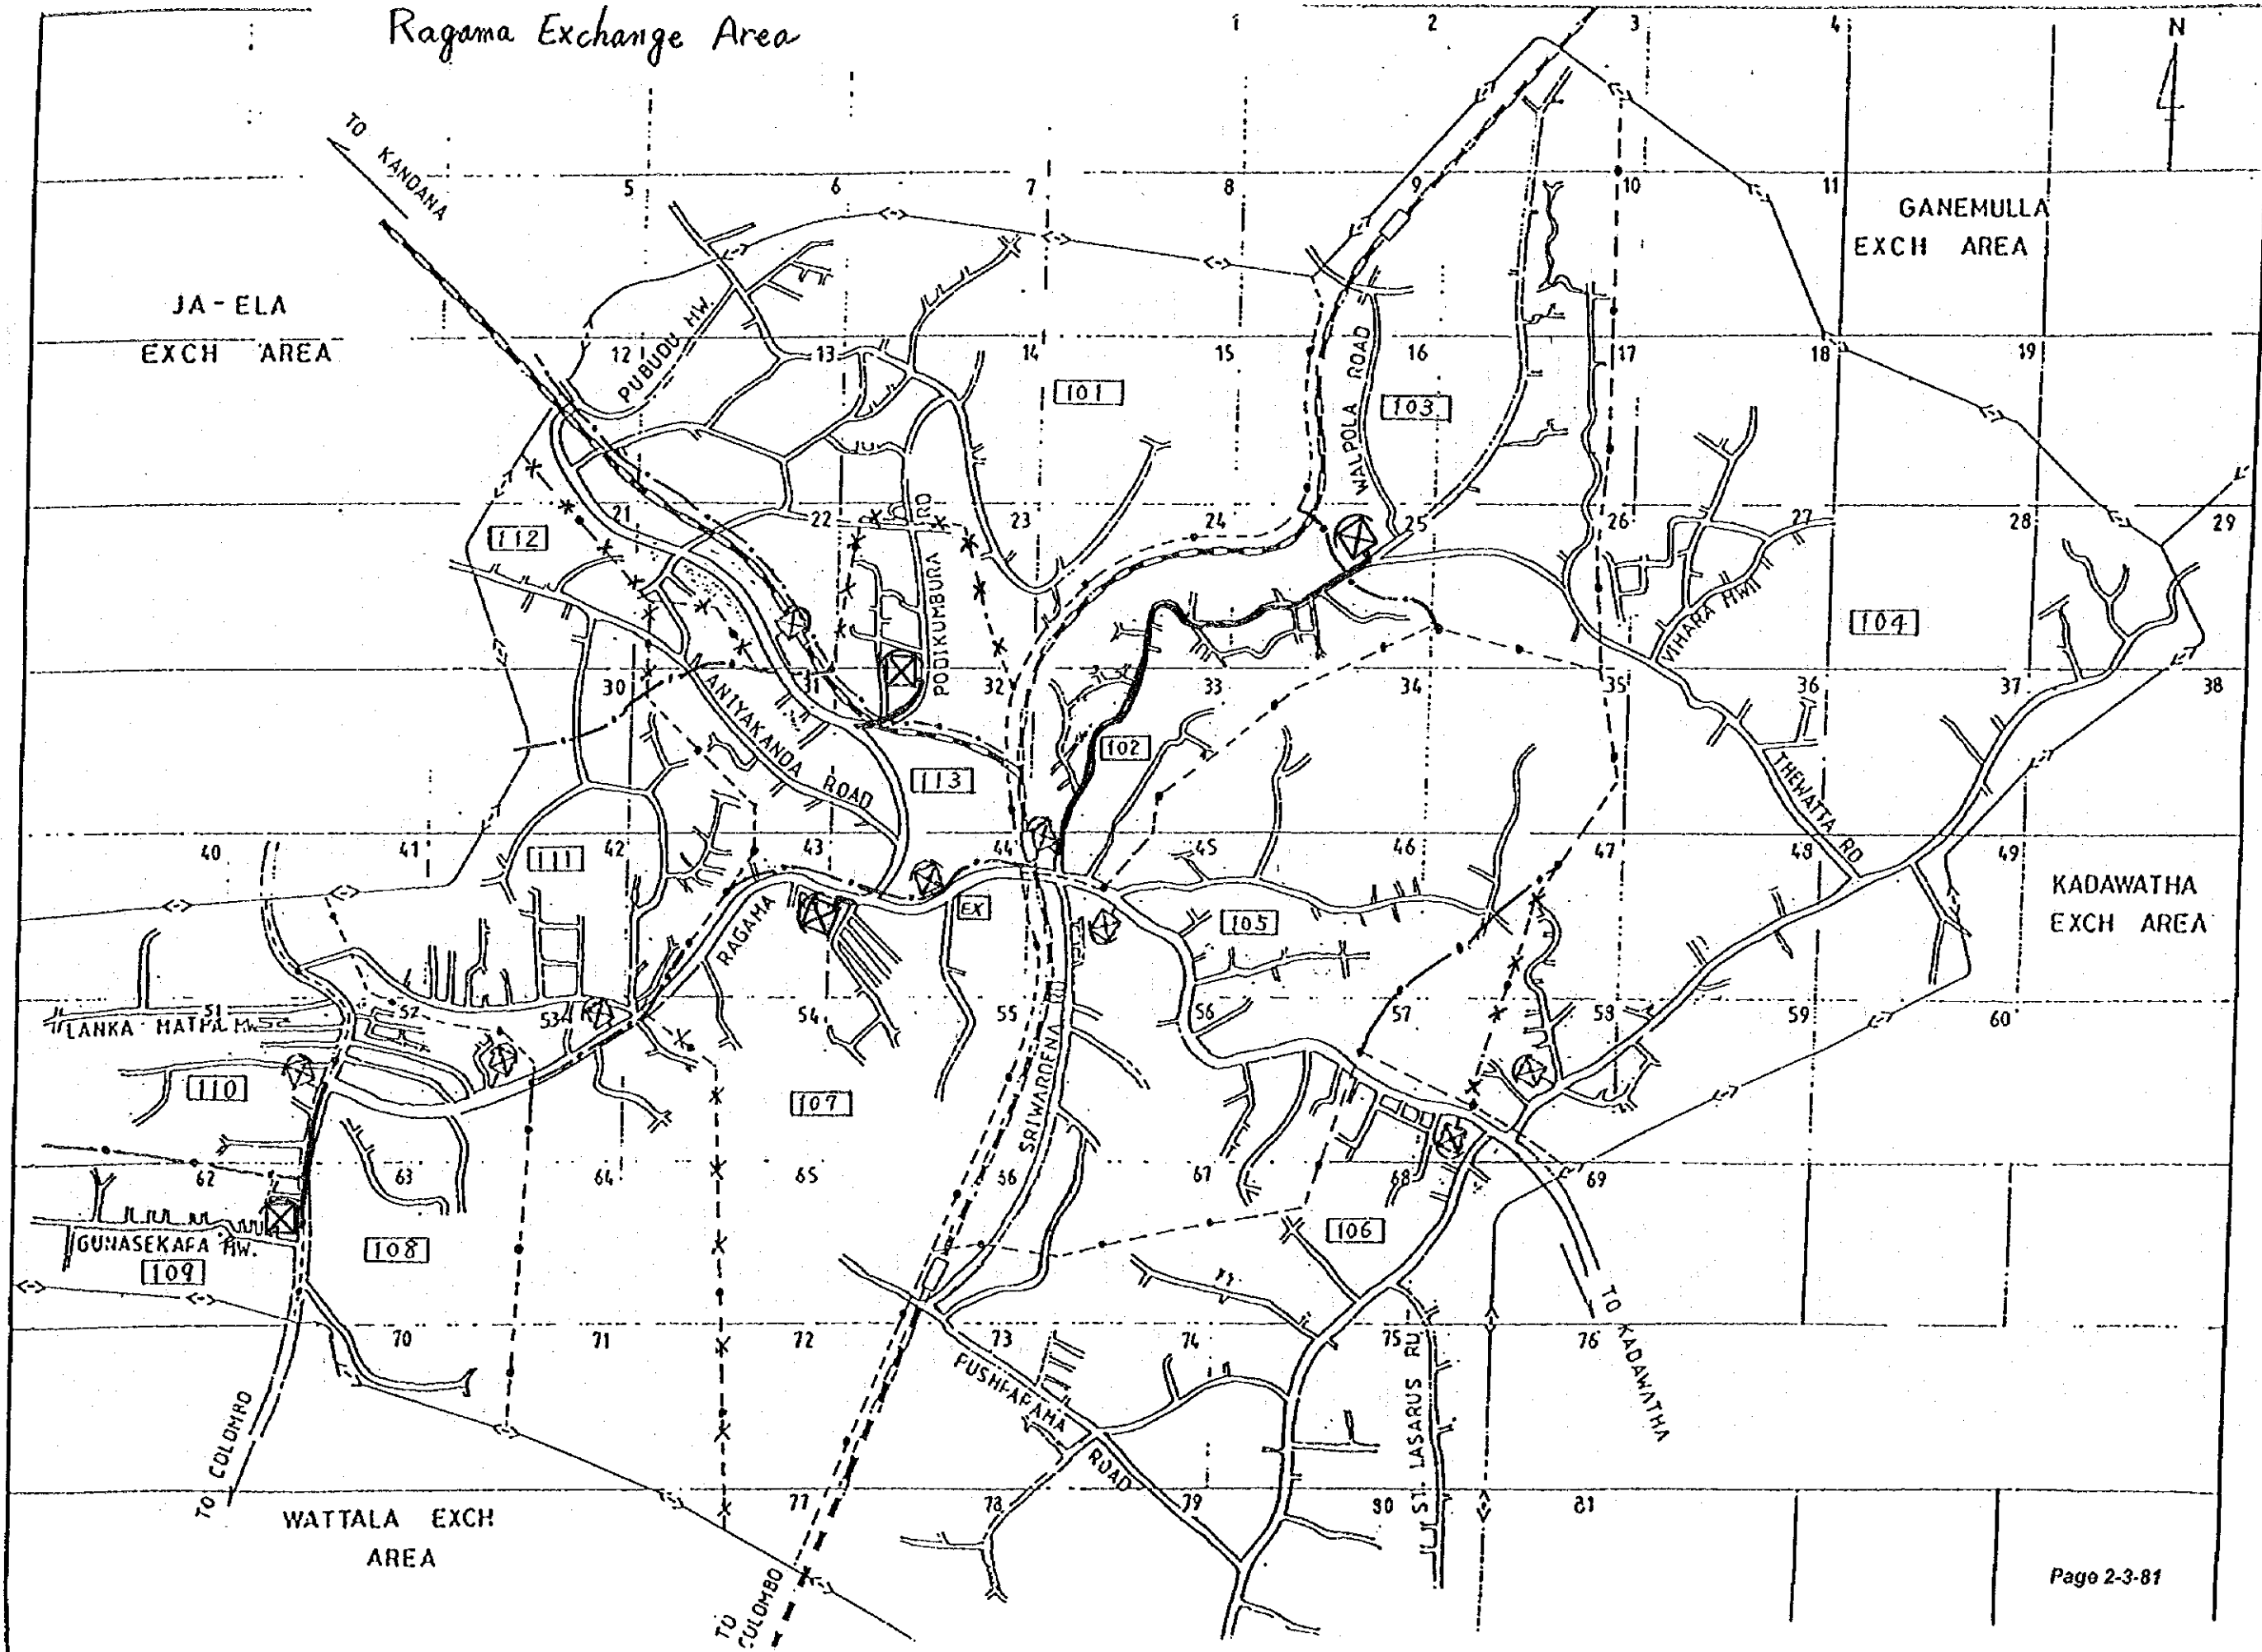 Ragama Exchange Area
1 2 3 4 N
TO KANDANA
5 6 7 8 9 10 11
GANEMULLA
EXCH AREA
JA-ELA
EXCH AREA
PUBUDU MW.
12 13 14 15 16 17 18 19
101
WALPOLA ROAD
103
21 22 23 24 25 26 27 28 29
112
PODIKUMBURA RD
VIHARA MW
104
30 31 32 33 34 35 36 37 38
ANIYAKANDA ROAD
113
102
THEWATTA RD
40 41 42 43 44 45 46 47 48 49
111
RAGAMA
EX
105
KADAWATHA
EXCH AREA
51 52 53 54 55 56 57 58 59 60
LANKA MATHA MW
110
107
SRIWARDENA
62 63 64 65 66 67 68 69
GUNASEKARA MW.
109
108
106
TO KADAWATHA
70 71 72 73 74 75 76
PUSHPARAMA ROAD
ST. LASARUS RD
TO COLOMBO
77 78 79 80 81
WATTALA EXCH
AREA
TO COLOMBO
Page 2-3-81